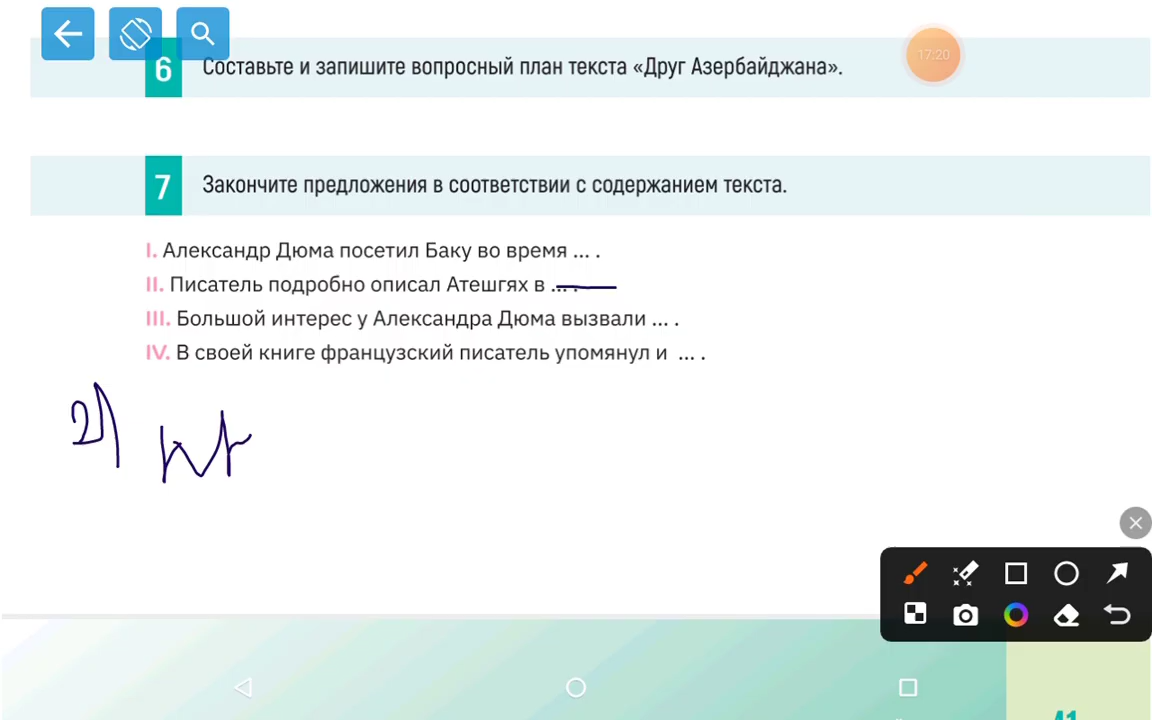 17:20
6 Составьте и запишите вопросный план текста «Друг Азербайджана».
7 Закончите предложения в соответствии с содержанием текста.
I. Александр Дюма посетил Баку во время ... .
II. Писатель подробно описал Атешгях в ... .
III. Большой интерес у Александра Дюма вызвали ... .
IV. В своей книге французский писатель упомянул и ... .
2)